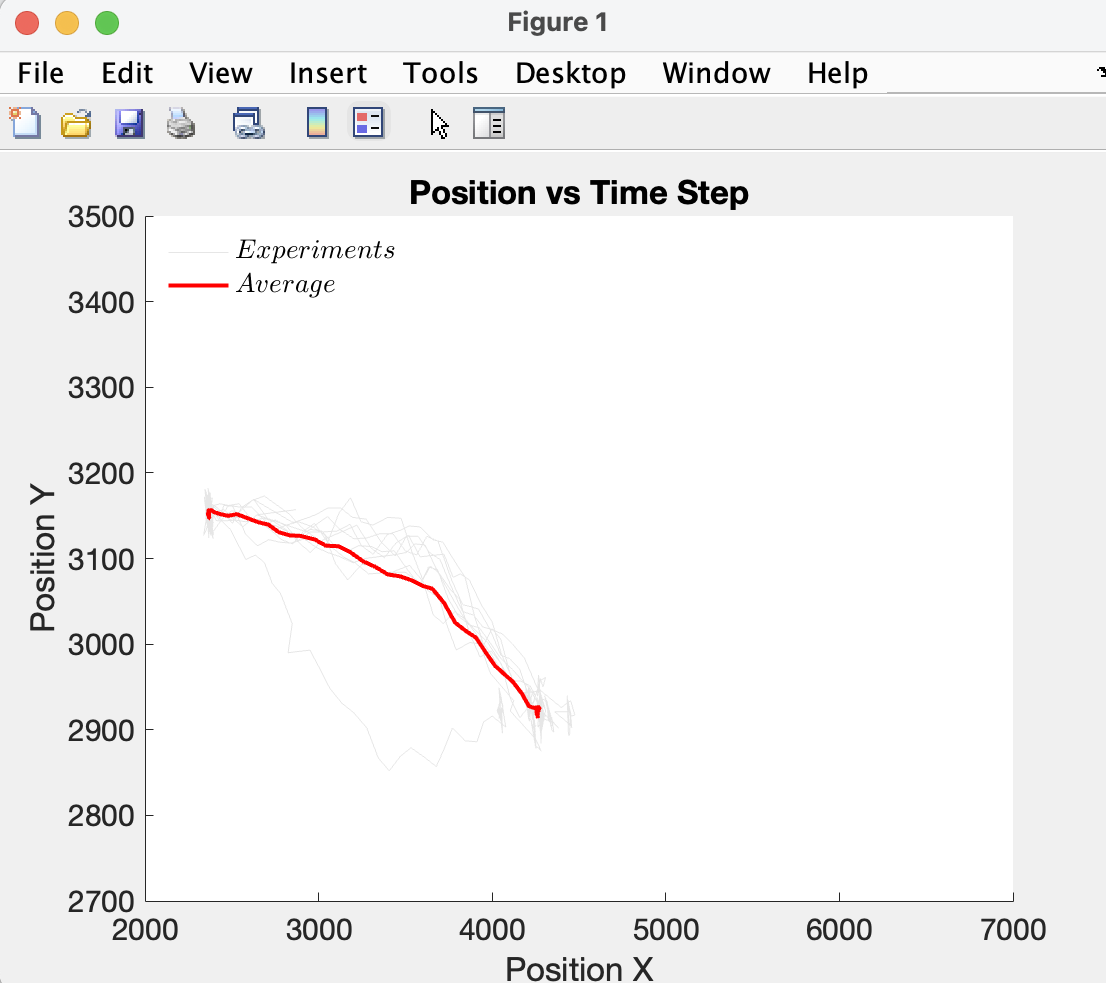 Figure 1
File Edit View Insert Tools Desktop Window Help
Position vs Time Step
3500
Experiments
Average
3400
3300
3200
3100
3000
2900
2800
2700
Position Y
2000 3000 4000 5000 6000 7000
Position X